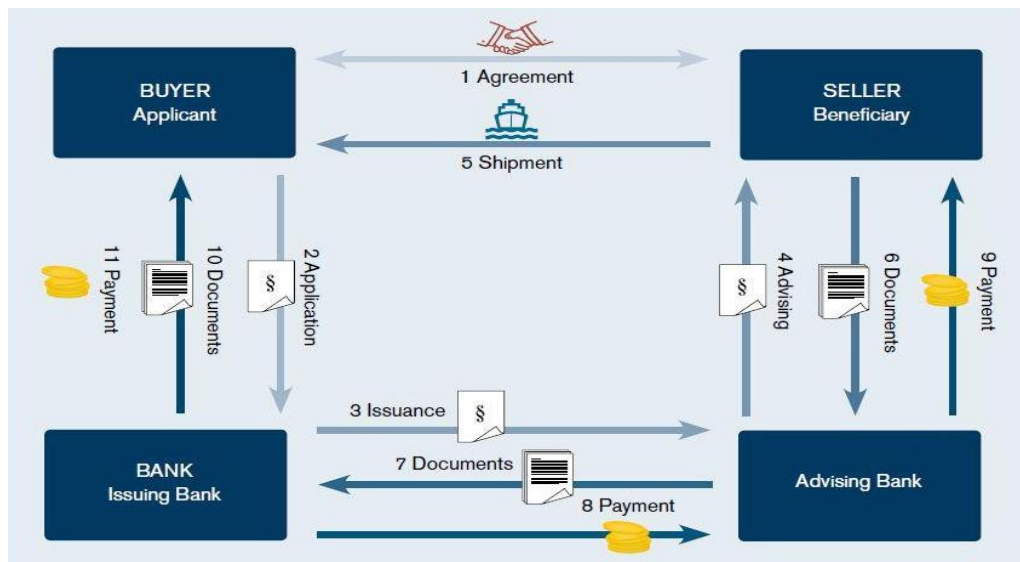 BUYER
Applicant
1 Agreement
SELLER
Beneficiary
5 Shipment
11 Payment
10 Documents
§
2 Application
§
4 Advising
6 Documents
9 Payment
3 Issuance
§
7 Documents
8 Payment
BANK
Issuing Bank
Advising Bank